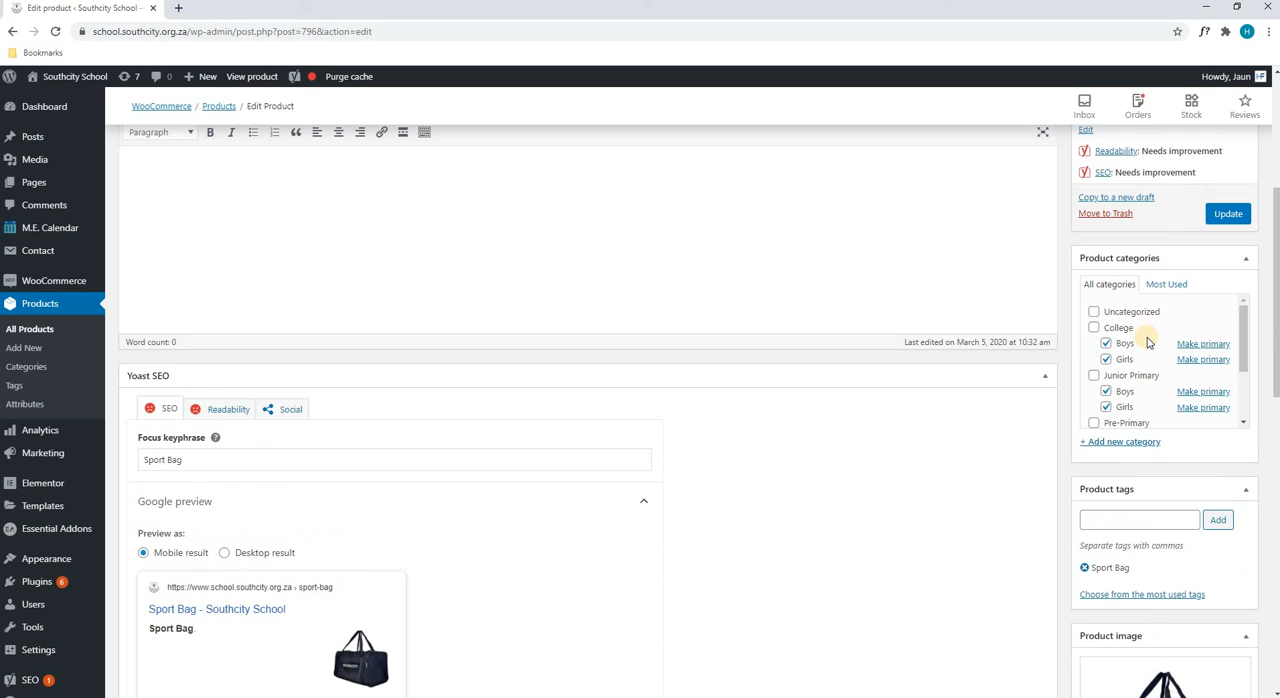 Edit product ‹ Southcity School –
school.southcity.org.za/wp-admin/post.php?post=796&action=edit
f?
H
Bookmarks
Southcity School
7
0
New
View product
Purge cache
Howdy, Jaun
Dashboard
Posts
Media
Pages
Comments
M.E. Calendar
Contact
WooCommerce
Products
All Products
Add New
Categories
Tags
Attributes
Analytics
Marketing
Elementor
Templates
Essential Addons
Appearance
Plugins 6
Users
Tools
Settings
SEO 1
WooCommerce / Products / Edit Product
Inbox
Orders
Stock
Reviews
Paragraph
B
I
Word count: 0
Last edited on March 5, 2020 at 10:32 am
Yoast SEO
SEO
Readability
Social
Focus keyphrase ?
Sport Bag
Google preview
Preview as:
Mobile result
Desktop result
https://www.school.southcity.org.za › sport-bag
Sport Bag - Southcity School
Sport Bag.
Edit
Readability: Needs improvement
SEO: Needs improvement
Copy to a new draft
Move to Trash
Update
Product categories
All categories
Most Used
Uncategorized
College
Boys Make primary
Girls Make primary
Junior Primary
Boys Make primary
Girls Make primary
Pre-Primary
+ Add new category
Product tags
Add
Separate tags with commas
Sport Bag
Choose from the most used tags
Product image